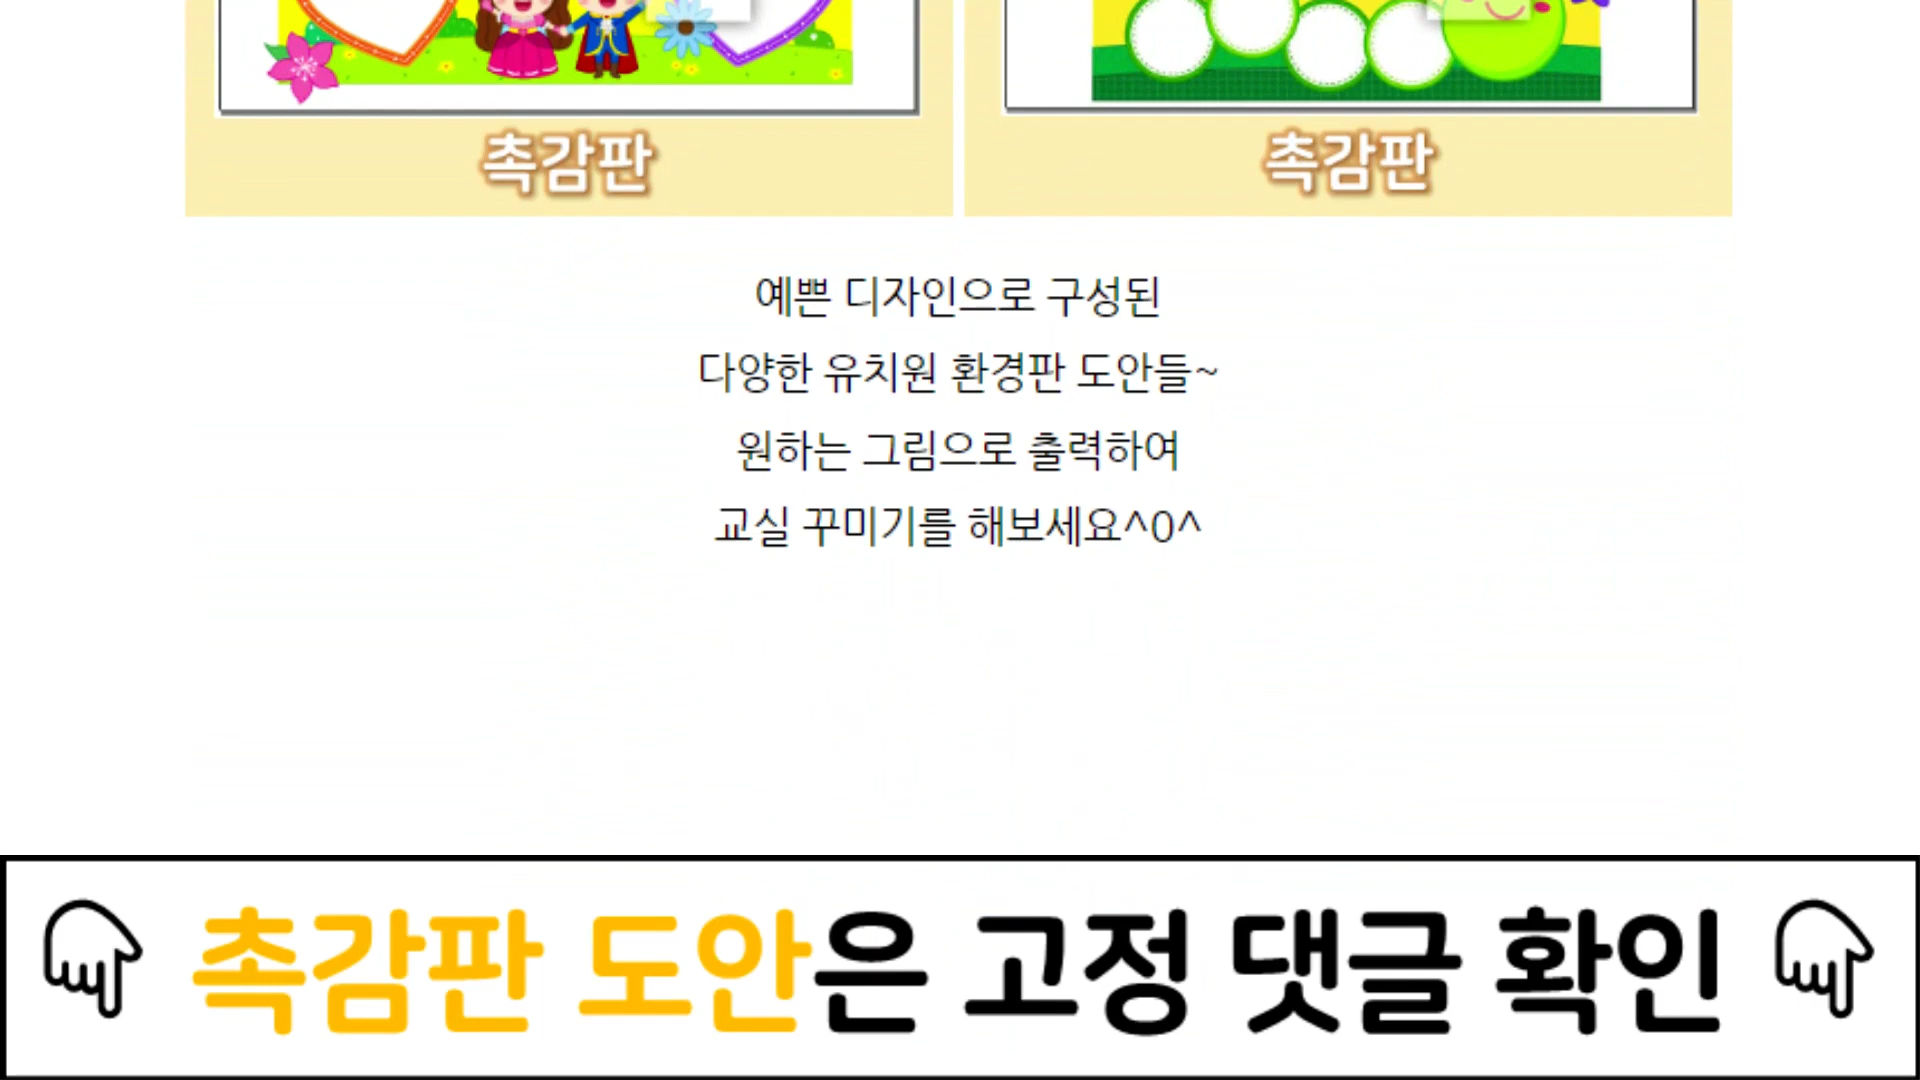 촉감판
촉감판
예쁜 디자인으로 구성된
다양한 유치원 환경판 도안들~
원하는 그림으로 출력하여
교실 꾸미기를 해보세요^0^
촉감판 도안은 고정 댓글 확인